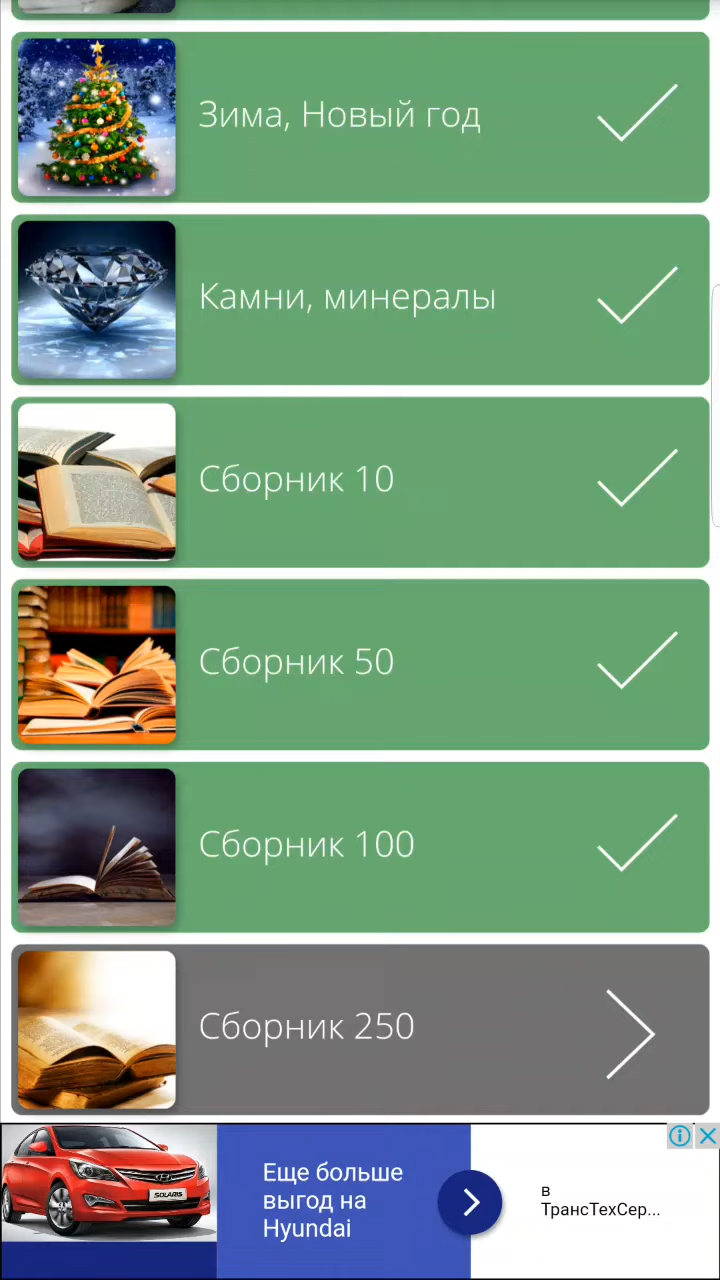 Зима, Новый год
Камни, минералы
Сборник 10
Сборник 50
Сборник 100
Сборник 250
SOLARIS
Еще больше
выгод на
Hyundai
в
ТрансТехСер...